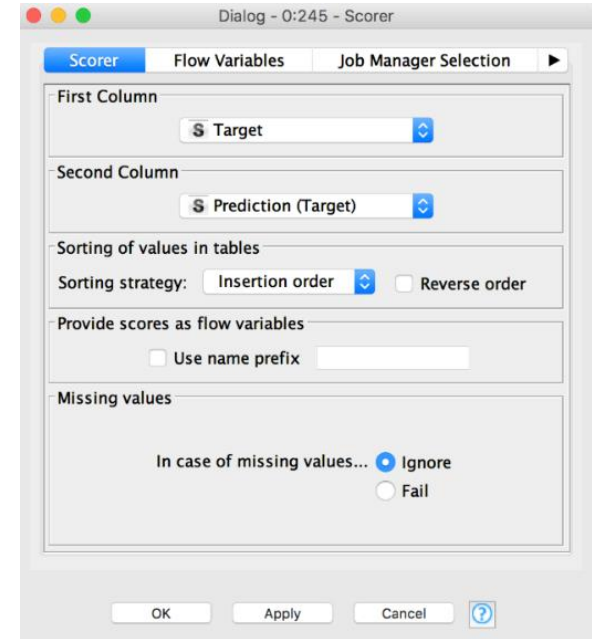 Dialog - 0:245 - Scorer
Scorer Flow Variables Job Manager Selection
First Column
S Target
Second Column
S Prediction (Target)
Sorting of values in tables
Sorting strategy: Insertion order Reverse order
Provide scores as flow variables
Use name prefix
Missing values
In case of missing values... Ignore
Fail
OK Apply Cancel ?